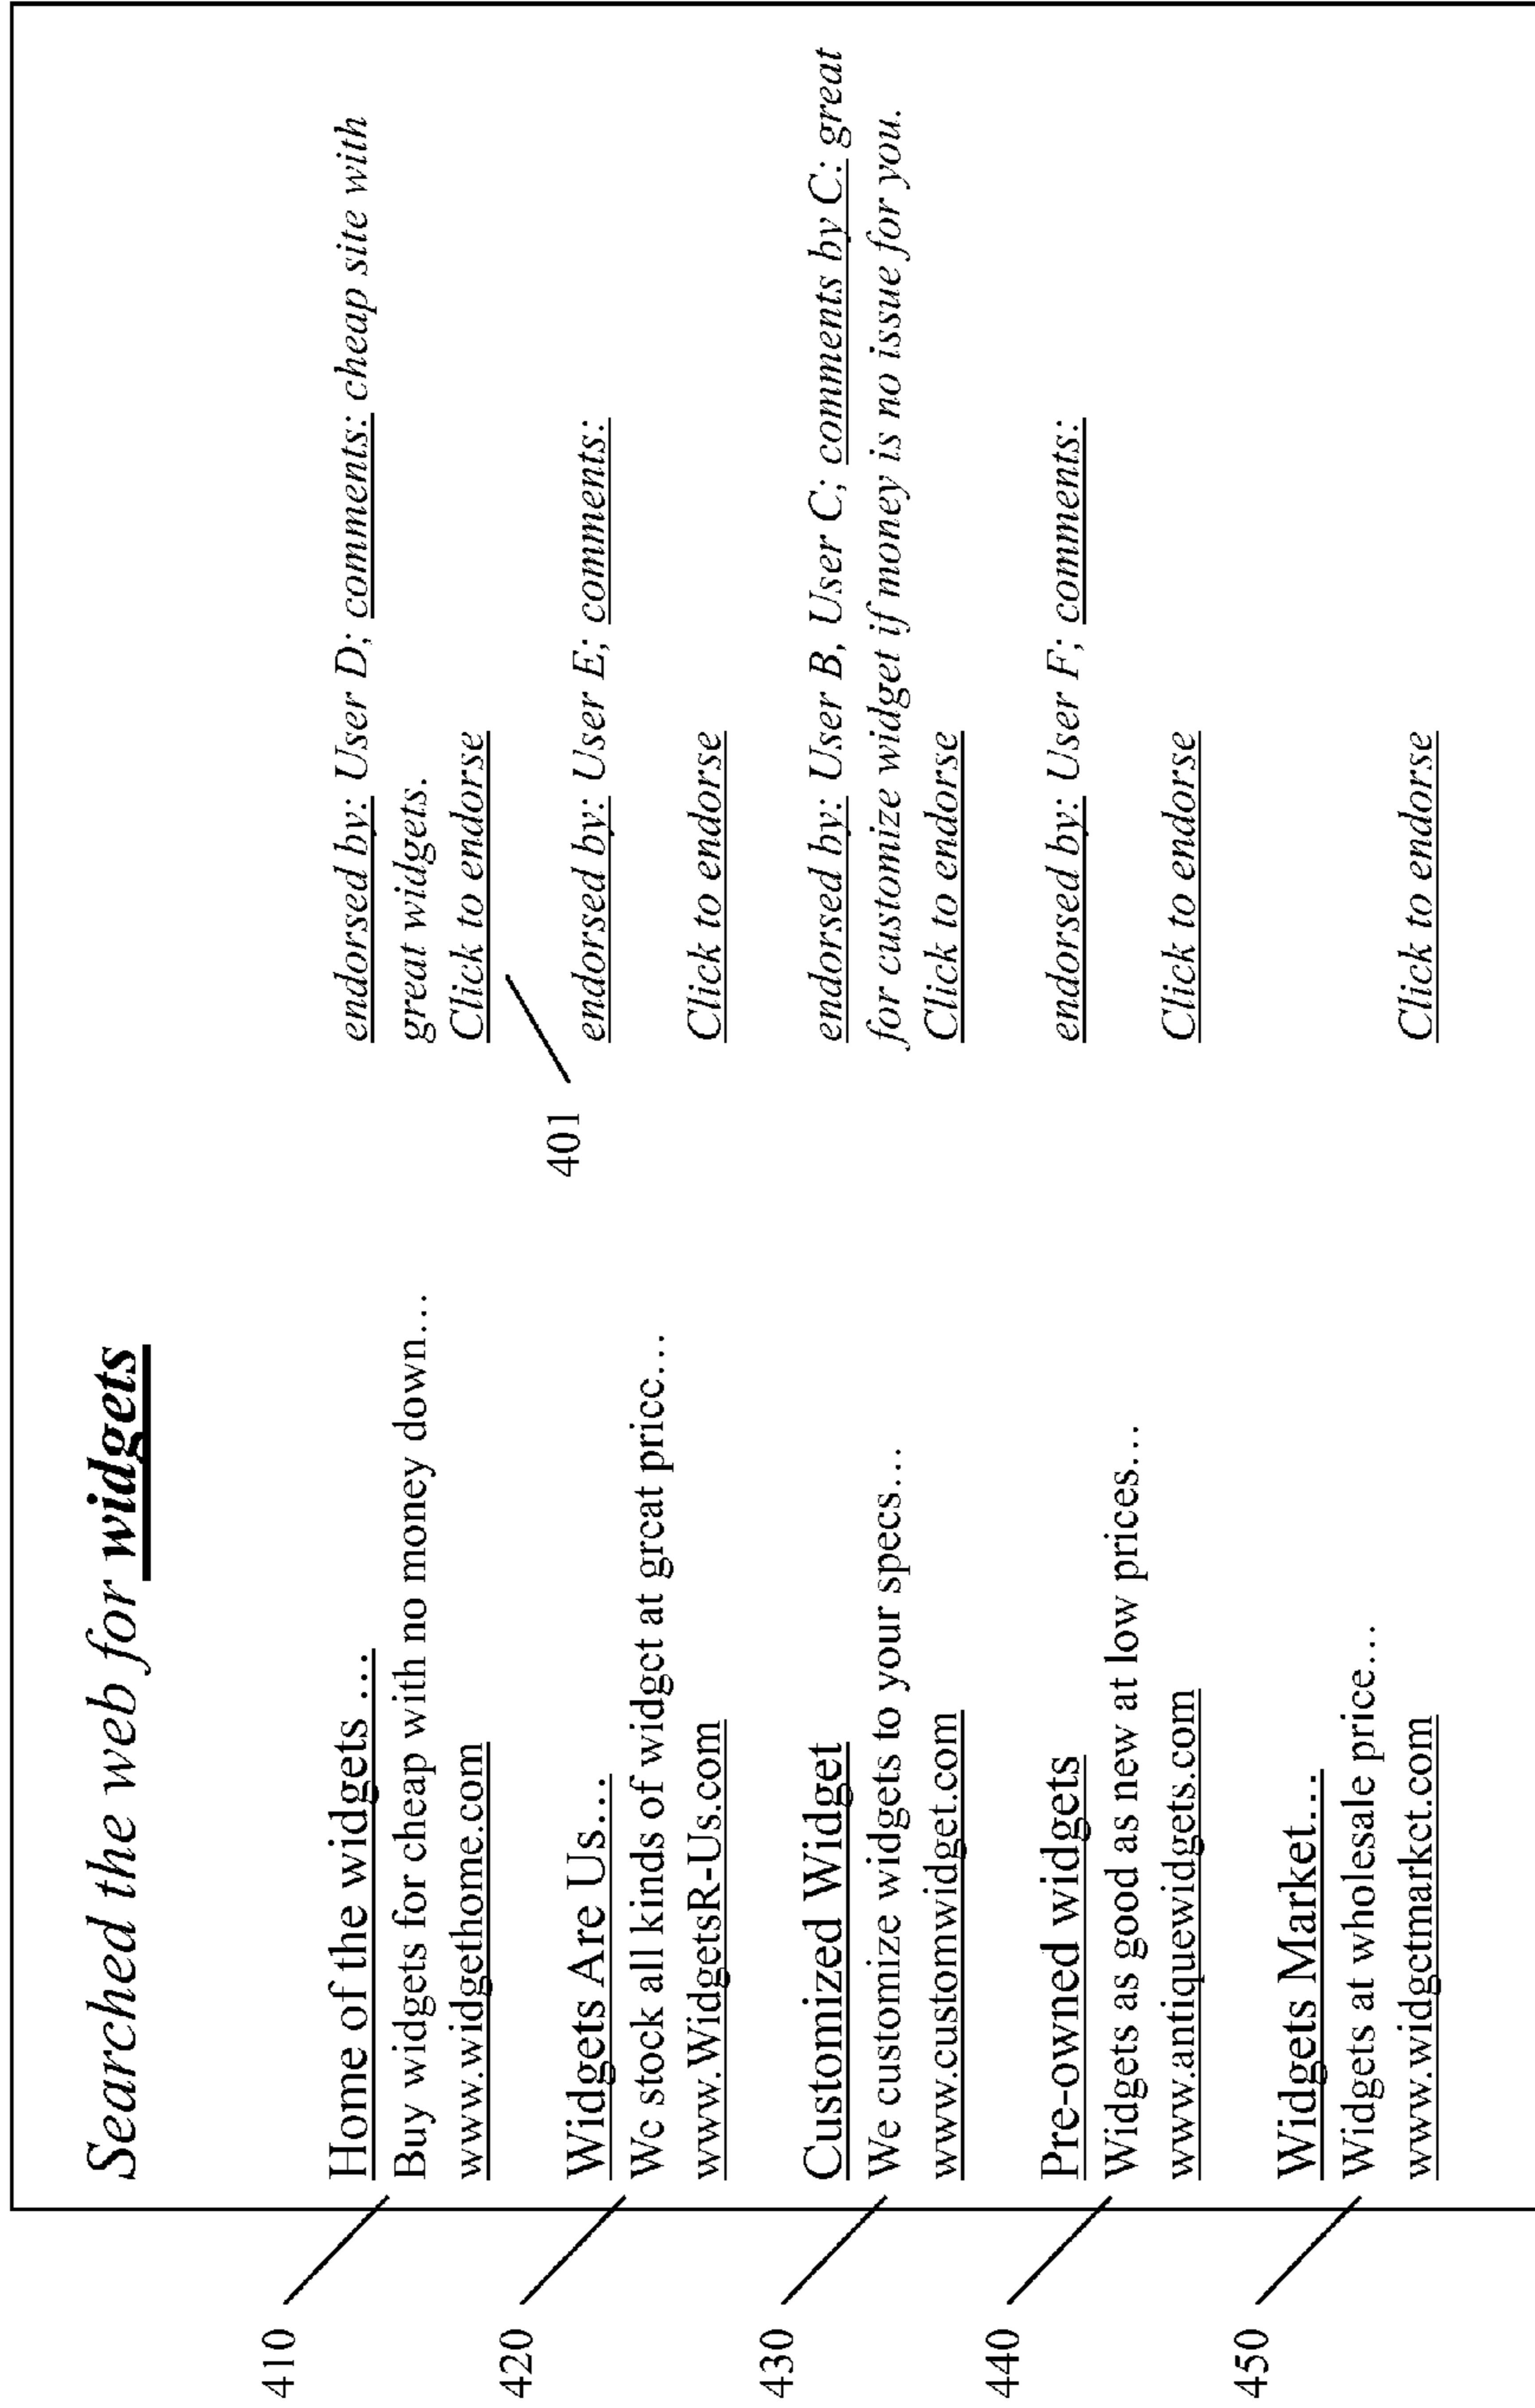 Searched the web for widgets
410
Home of the widgets …
Buy widgets for cheap with no money down…
www.widgethome.com
endorsed by: User D; comments: cheap site with
great widgets.
Click to endorse
401
420
Widgets Are Us…
We stock all kinds of widget at great price…
www.WidgetsR-Us.com
endorsed by: User E; comments:
Click to endorse
430
Customized Widget
We customize widgets to your specs…
www.customwidget.com
endorsed by: User B, User C; comments by C: great
for customize widget if money is no issue for you.
Click to endorse
440
Pre-owned widgets
Widgets as good as new at low prices…
www.antiquewidgets.com
endorsed by: User F; comments:
Click to endorse
450
Widgets Market…
Widgets at wholesale price…
www.widgetmarket.com
Click to endorse